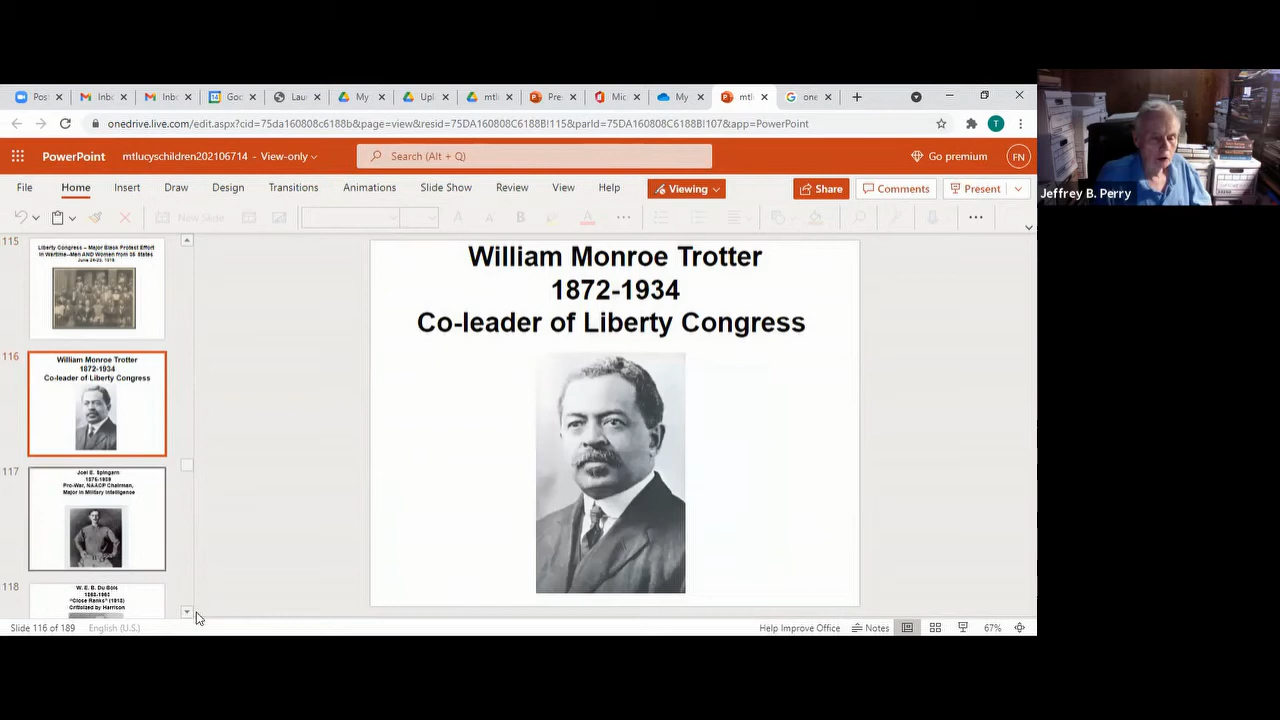 Pos
Inb
Inb
14
Goc
Lau
My
Upl
mtl
Pre
Mic
My
mtl
one
onedrive.live.com/edit.aspx?cid=75da160808c6188b&page=view&resid=75DA160808C6188B!115&parId=75DA160808C6188B!107&app=PowerPoint
T
PowerPoint
mtlucyschildren202106714 - View-only
Search (Alt + Q)
Go premium
FN
File Home Insert Draw Design Transitions Animations Slide Show Review View Help
Viewing
Share
Comments
Present
New Slide
115
Liberty Congress – Major Black Protest Effort
in Wartime--Men AND Women from 35 States
116
William Monroe Trotter
1872-1934
Co-leader of Liberty Congress
117
Joel E. Spingarn
Pro-War, NAACP Chairman,
Major in Military Intelligence
118
W. E. B. Du Bois
"Close Ranks" (1918)
Criticized by Harrison
William Monroe Trotter
1872-1934
Co-leader of Liberty Congress
Jeffrey B. Perry
Slide 116 of 189
English (U.S.)
Help Improve Office
Notes
67%